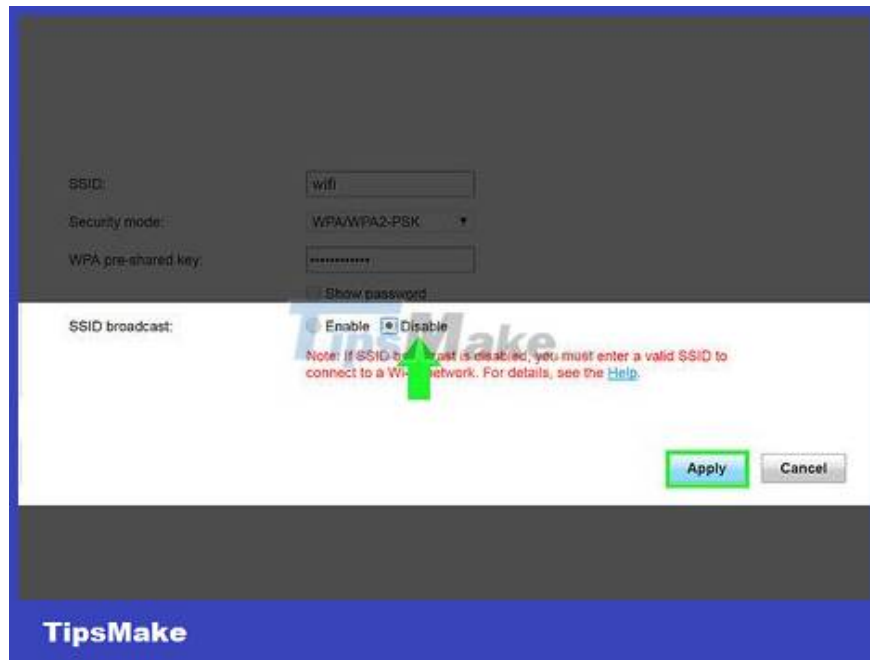 SSID:
wifi
Security mode:
WPA/WPA2-PSK
WPA pre-shared key:
••••••••••••
Show password
TipsMake
SSID broadcast:
Enable
Disable
Note: If SSID broadcast is disabled, you must enter a valid SSID to
connect to a Wi-Fi network. For details, see the Help.
Apply
Cancel
TipsMake